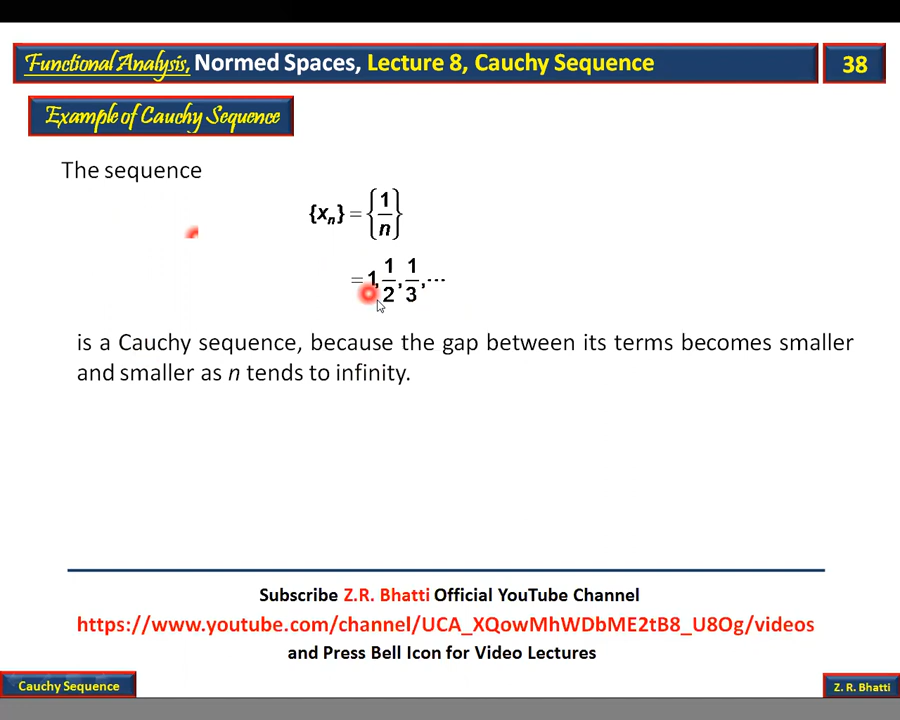 Functional Analysis, Normed Spaces, Lecture 8, Cauchy Sequence
38
Example of Cauchy Sequence
The sequence
{xₙ} = {1/n}
= 1, 1/2, 1/3, ⋯
is a Cauchy sequence, because the gap between its terms becomes smaller
and smaller as n tends to infinity.
Subscribe Z.R. Bhatti Official YouTube Channel
https://www.youtube.com/channel/UCA_XQowMhWDbME2tB8_U8Og/videos
and Press Bell Icon for Video Lectures
Cauchy Sequence
Z. R. Bhatti